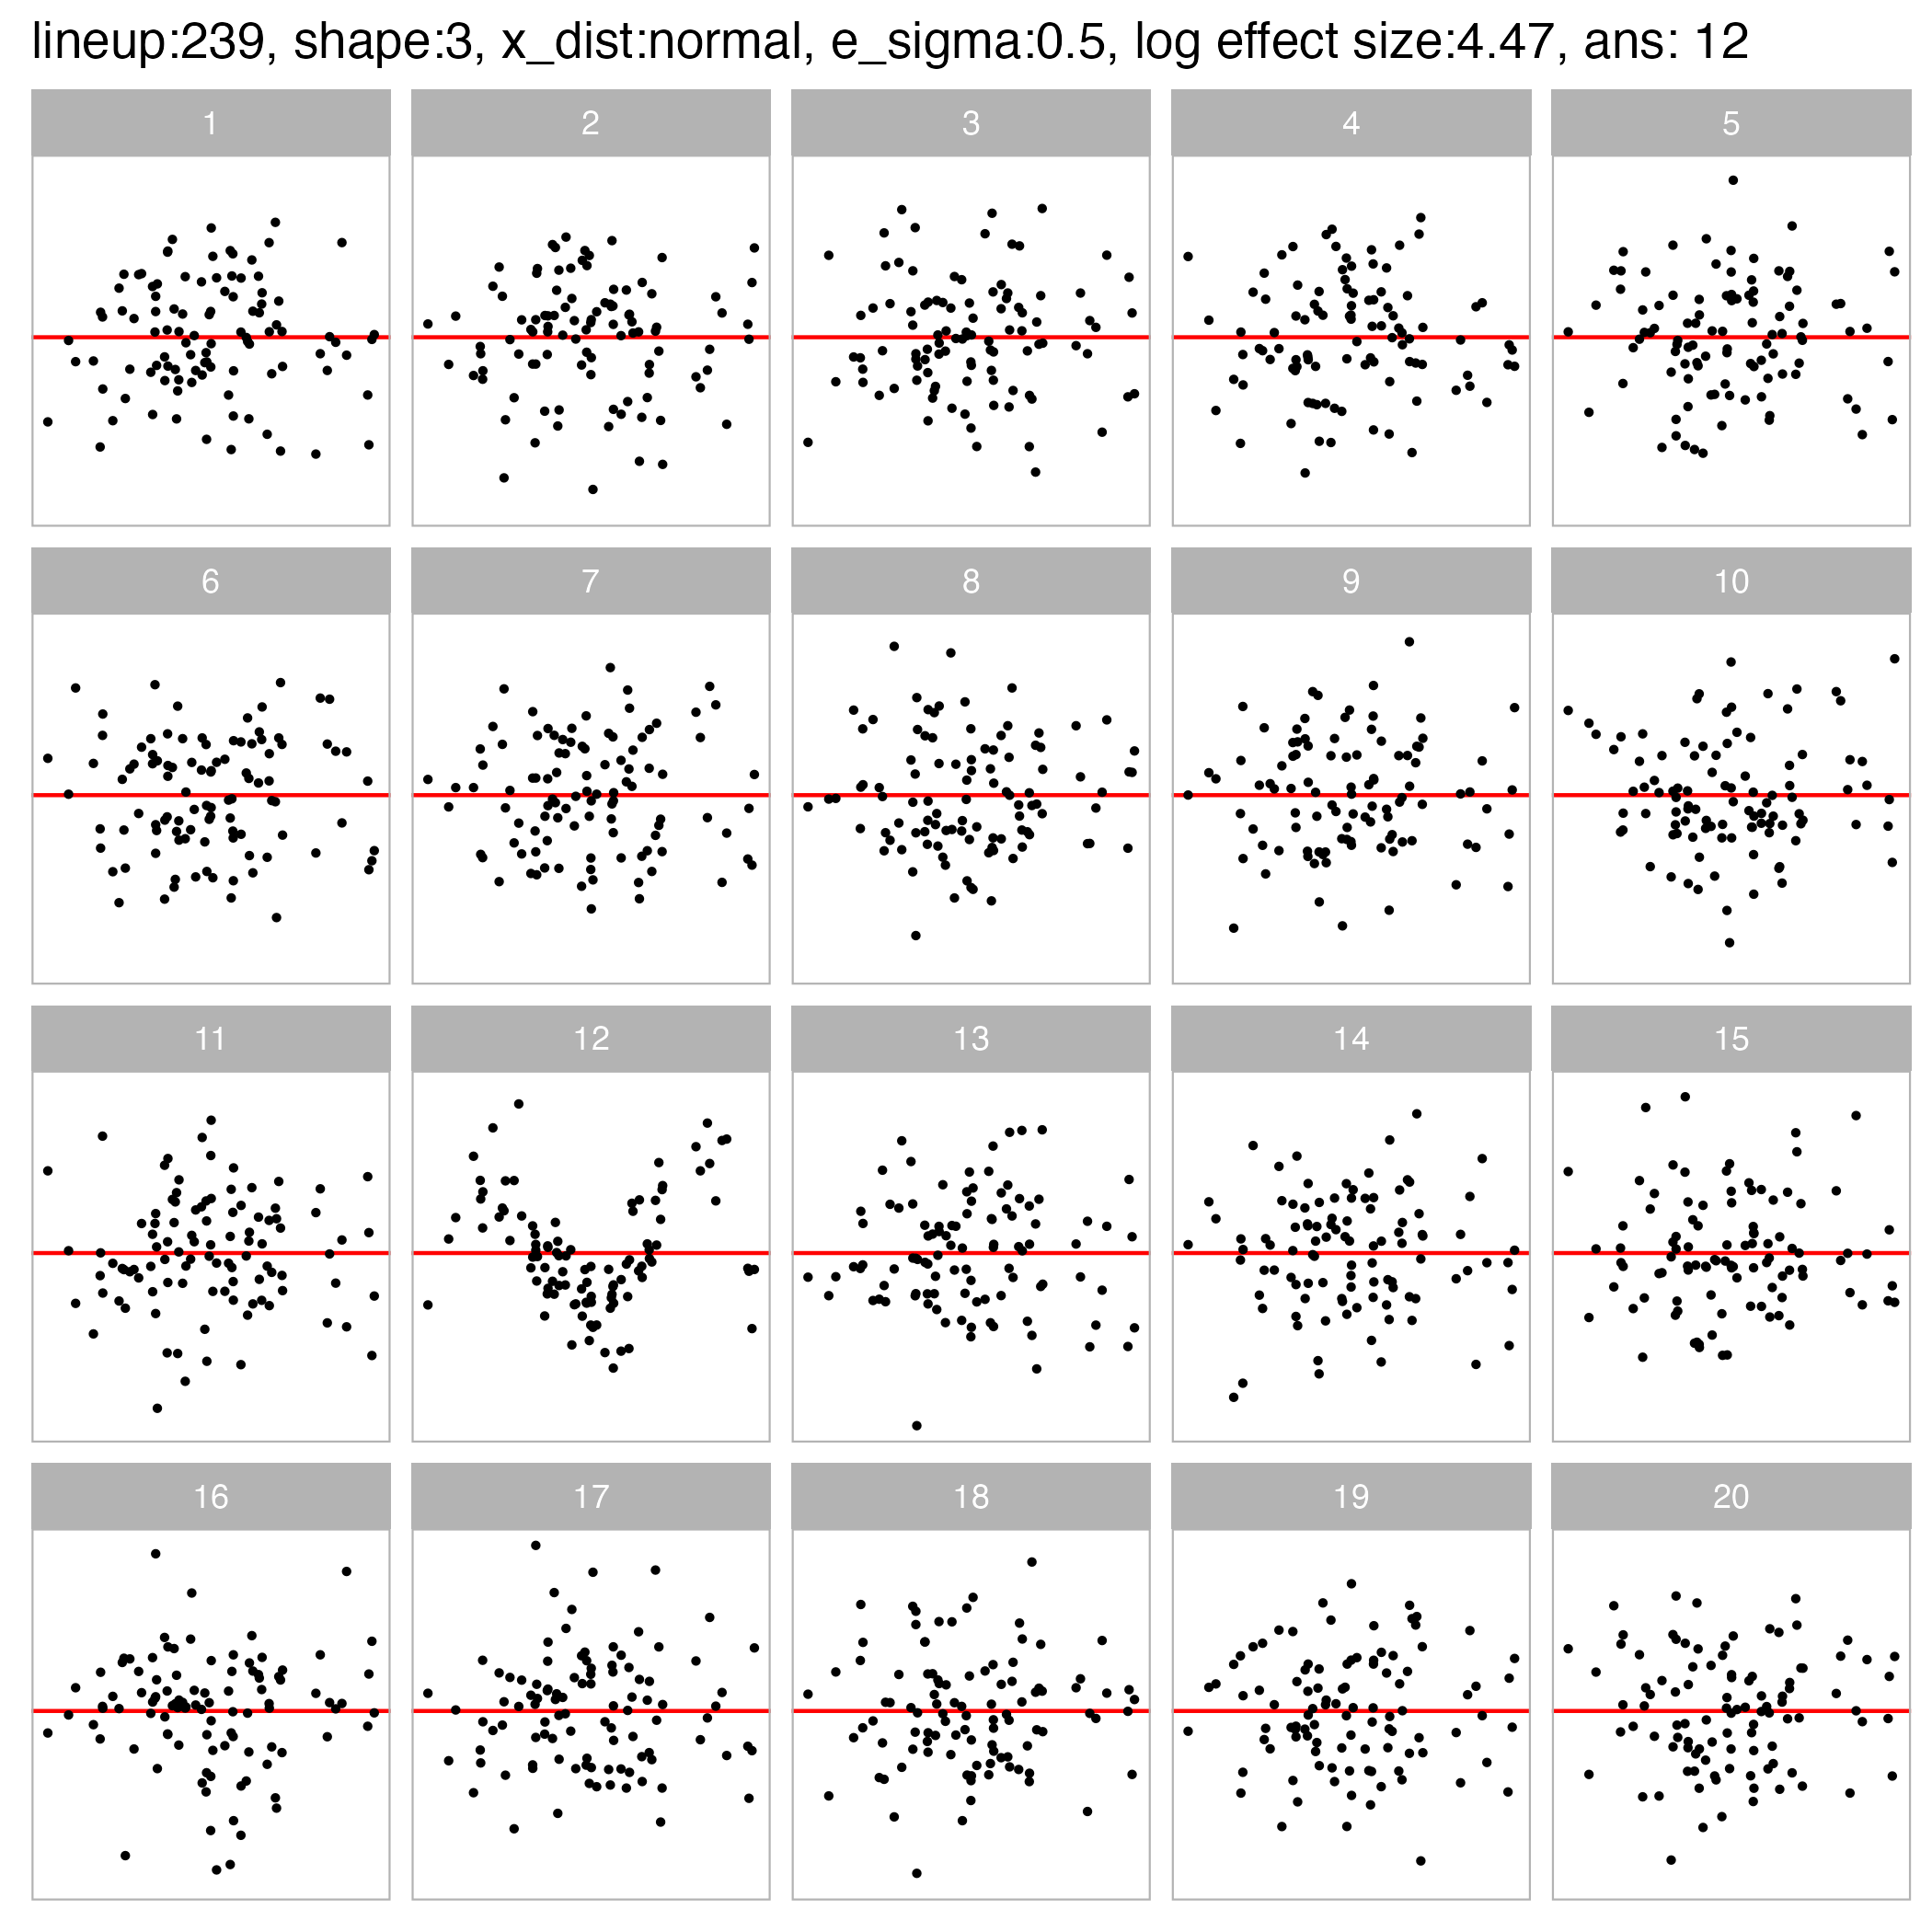 lineup:239, shape:3, x_dist:normal, e_sigma:0.5, log effect size:4.47, ans: 12
1 2 3 4 5
6 7 8 9 10
11 12 13 14 15
16 17 18 19 20